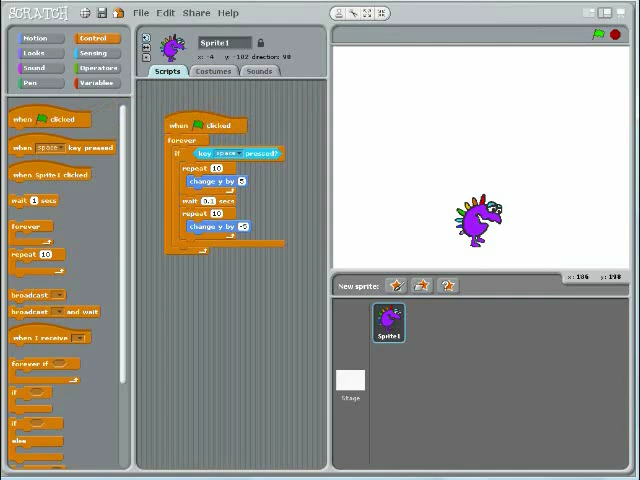 SCRATCH File Edit Share Help
Motion Control
Looks Sensing
Sound Operators
Pen Variables
Sprite1
x: -4 y: -102 direction: 90
Scripts Costumes Sounds
when clicked
when space key pressed
when Sprite1 clicked
wait 1 secs
forever
repeat 10
broadcast
broadcast and wait
when I receive
forever if
if
if
else
when clicked
forever
if key space pressed?
repeat 10
change y by 5
wait 0.1 secs
repeat 10
change y by -5
x: 186 y: 198
New sprite:
Sprite1
Stage